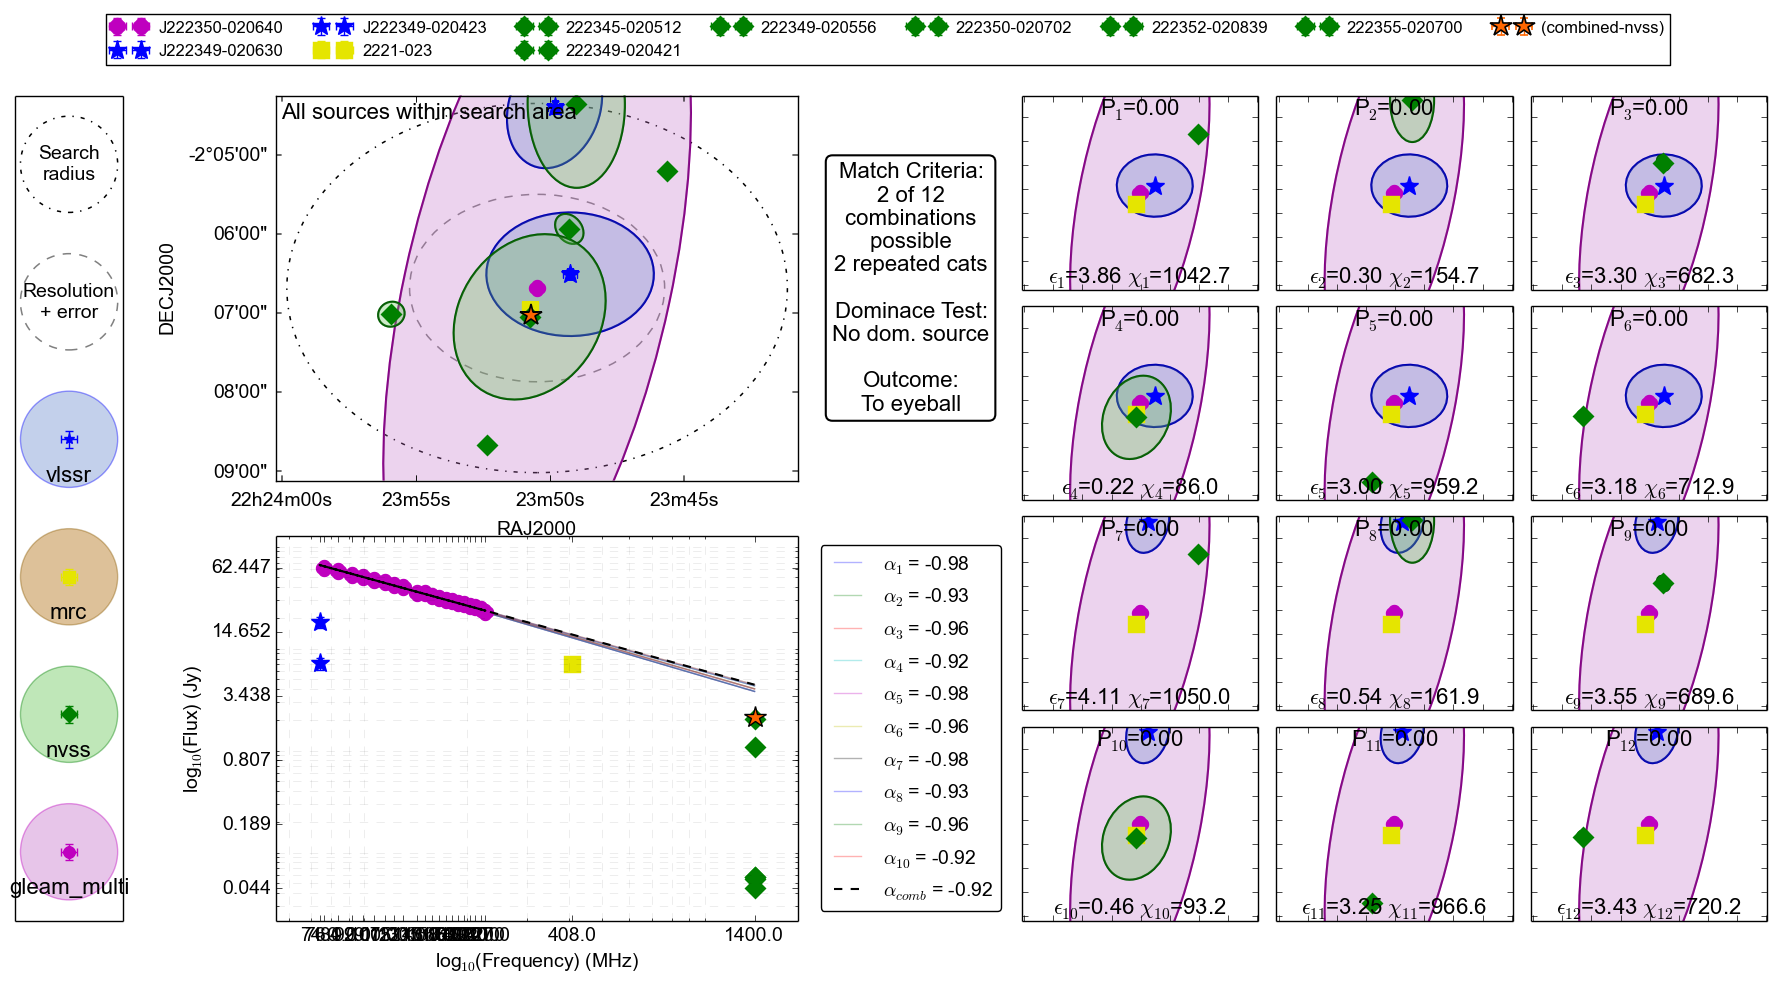 J222350-020640 J222349-020423 222345-020512 222349-020556 222350-020702 222352-020839 222355-020700 (combined-nvss)
J222349-020630 2221-023 222349-020421
Search
radius
Resolution
+ error
vlssr
mrc
nvss
gleam_multi
All sources within search area
DECJ2000
-2°05'00"
06'00"
07'00"
08'00"
09'00"
22h24m00s 23m55s 23m50s 23m45s
RAJ2000
Match Criteria:
2 of 12
combinations
possible
2 repeated cats
Dominace Test:
No dom. source
Outcome:
To eyeball
log₁₀(Flux) (Jy)
62.447
14.652
3.438
0.807
0.189
0.044
408.0 1400.0
log₁₀(Frequency) (MHz)
α₁ = -0.98
α₂ = -0.93
α₃ = -0.96
α₄ = -0.92
α₅ = -0.98
α₆ = -0.96
α₇ = -0.98
α₈ = -0.93
α₉ = -0.96
α₁₀ = -0.92
α_comb = -0.92
P₁=0.00 P₂=0.00 P₃=0.00
ϵ₁=3.86 χ₁=1042.7 ϵ₂=0.30 χ₂=154.7 ϵ₃=3.30 χ₃=682.3
P₄=0.00 P₅=0.00 P₆=0.00
ϵ₄=0.22 χ₄=86.0 ϵ₅=3.00 χ₅=959.2 ϵ₆=3.18 χ₆=712.9
P₇=0.00 P₈=0.00 P₉=0.00
ϵ₇=4.11 χ₇=1050.0 ϵ₈=0.54 χ₈=161.9 ϵ₉=3.55 χ₉=689.6
P₁₀=0.00 P₁₁=0.00 P₁₂=0.00
ϵ₁₀=0.46 χ₁₀=93.2 ϵ₁₁=3.25 χ₁₁=966.6 ϵ₁₂=3.43 χ₁₂=720.2